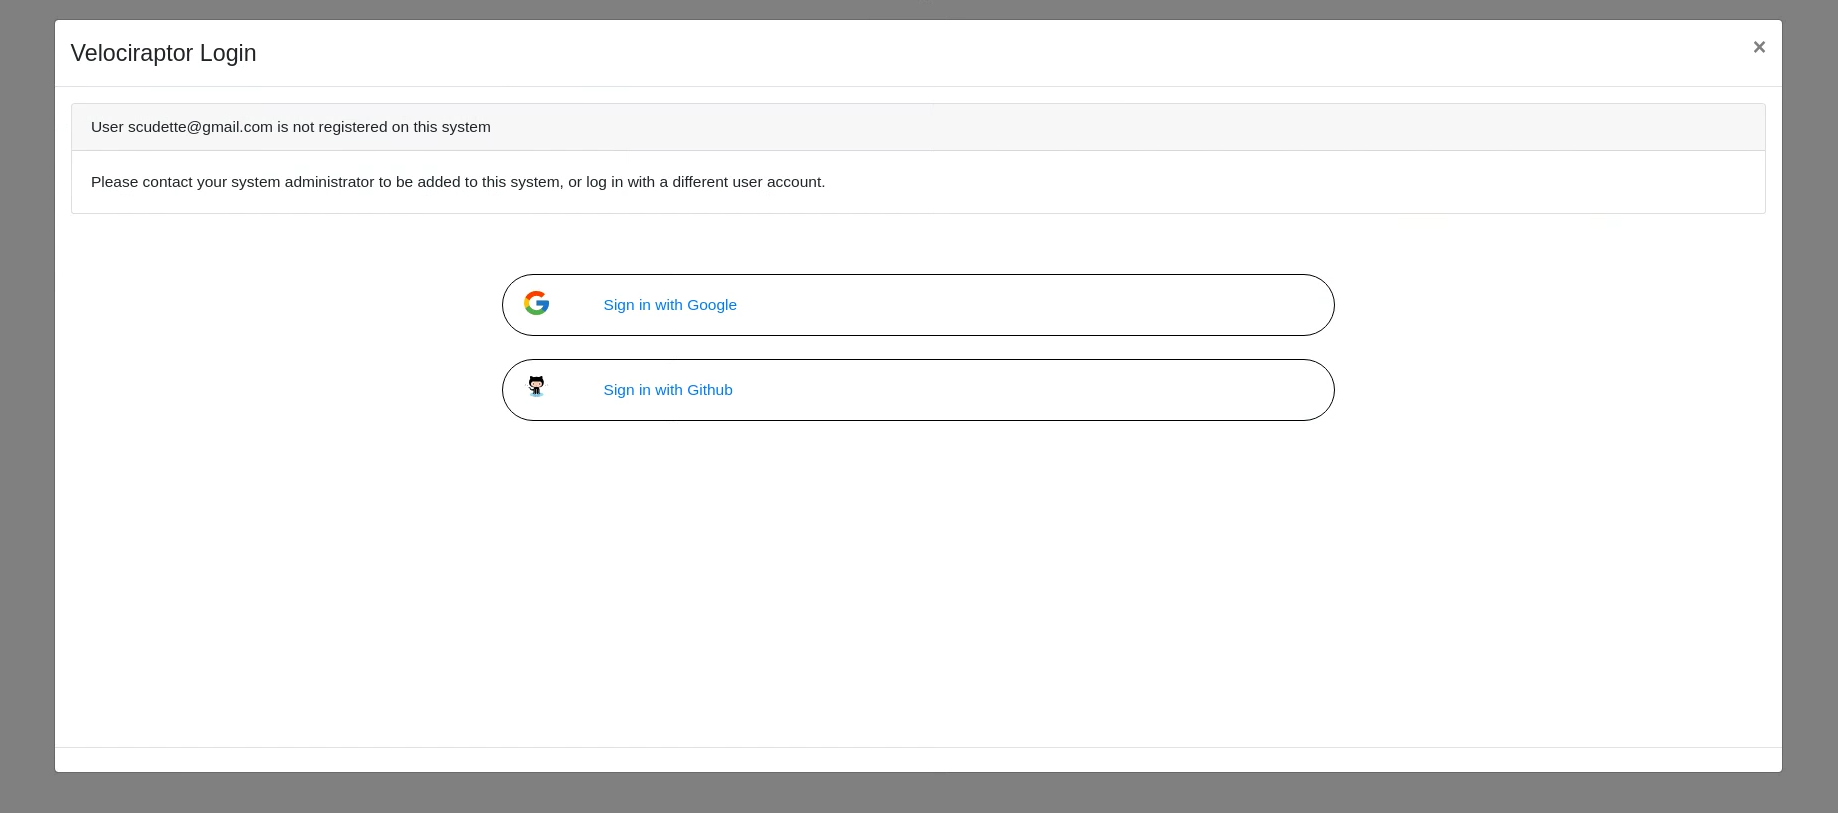 Velociraptor Login
×
User scudette@gmail.com is not registered on this system
Please contact your system administrator to be added to this system, or log in with a different user account.
Sign in with Google
Sign in with Github